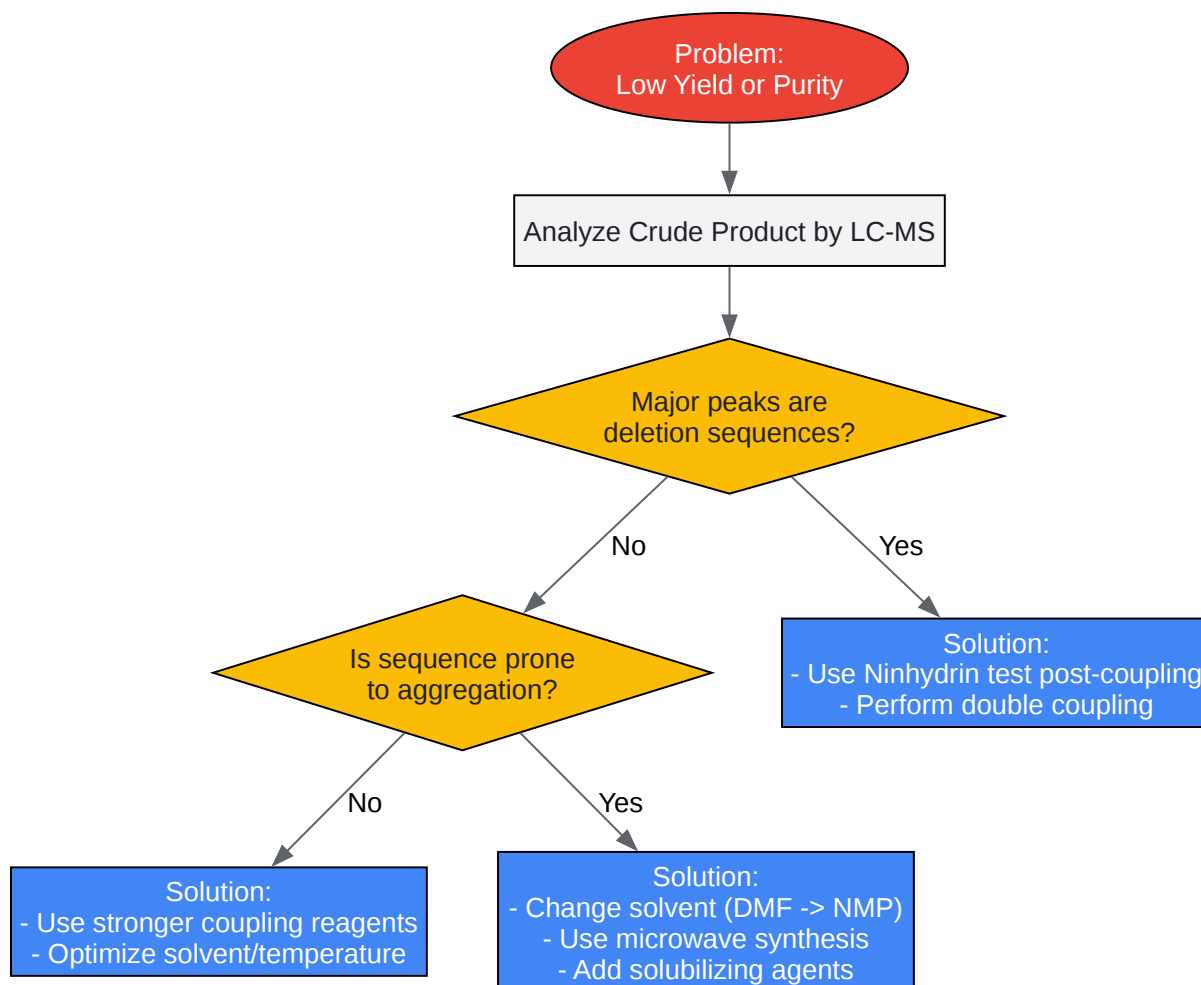 Problem:
Low Yield or Purity
Analyze Crude Product by LC-MS
Major peaks are
deletion sequences?
No
Yes
Is sequence prone
to aggregation?
Solution:
- Use Ninhydrin test post-coupling
- Perform double coupling
No
Yes
Solution:
- Use stronger coupling reagents
- Optimize solvent/temperature
Solution:
- Change solvent (DMF -> NMP)
- Use microwave synthesis
- Add solubilizing agents